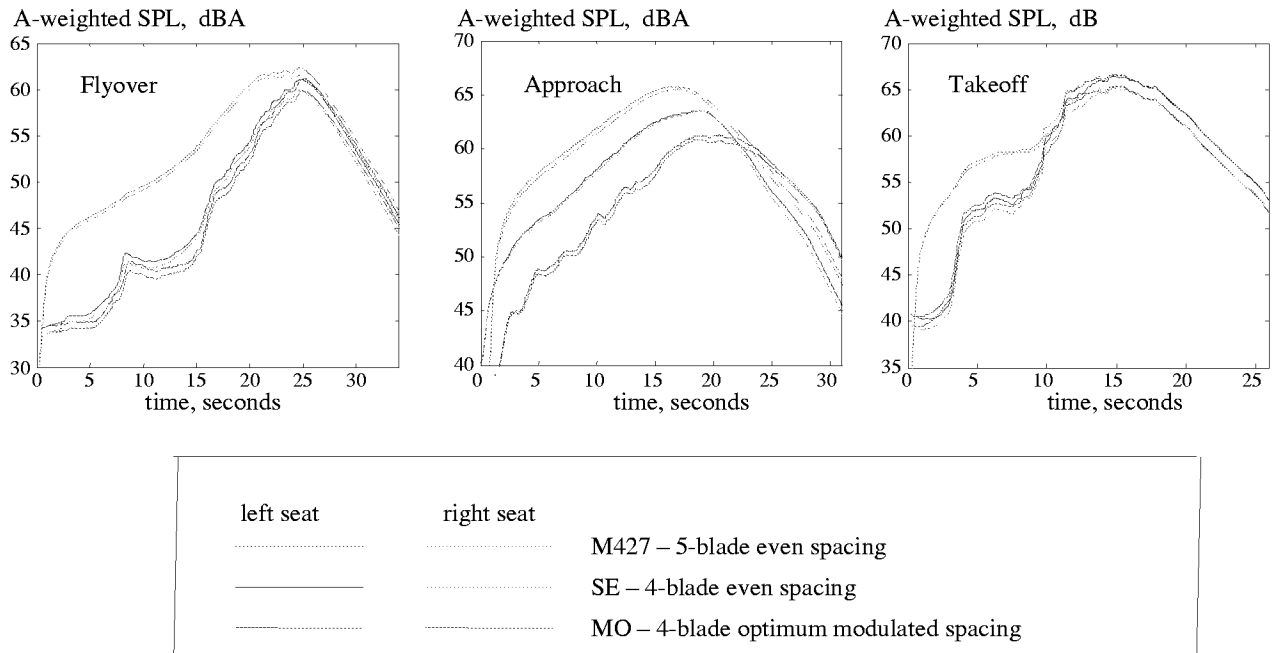 A-weighted SPL, dBA
65
60
55
50
45
40
35
30
Flyover
0 5 10 15 20 25 30
time, seconds
A-weighted SPL, dBA
70
65
60
55
50
45
40
Approach
0 5 10 15 20 25 30
time, seconds
A-weighted SPL, dB
70
65
60
55
50
45
40
35
Takeoff
0 5 10 15 20 25
time, seconds
left seat right seat
M427 – 5-blade even spacing
SE – 4-blade even spacing
MO – 4-blade optimum modulated spacing